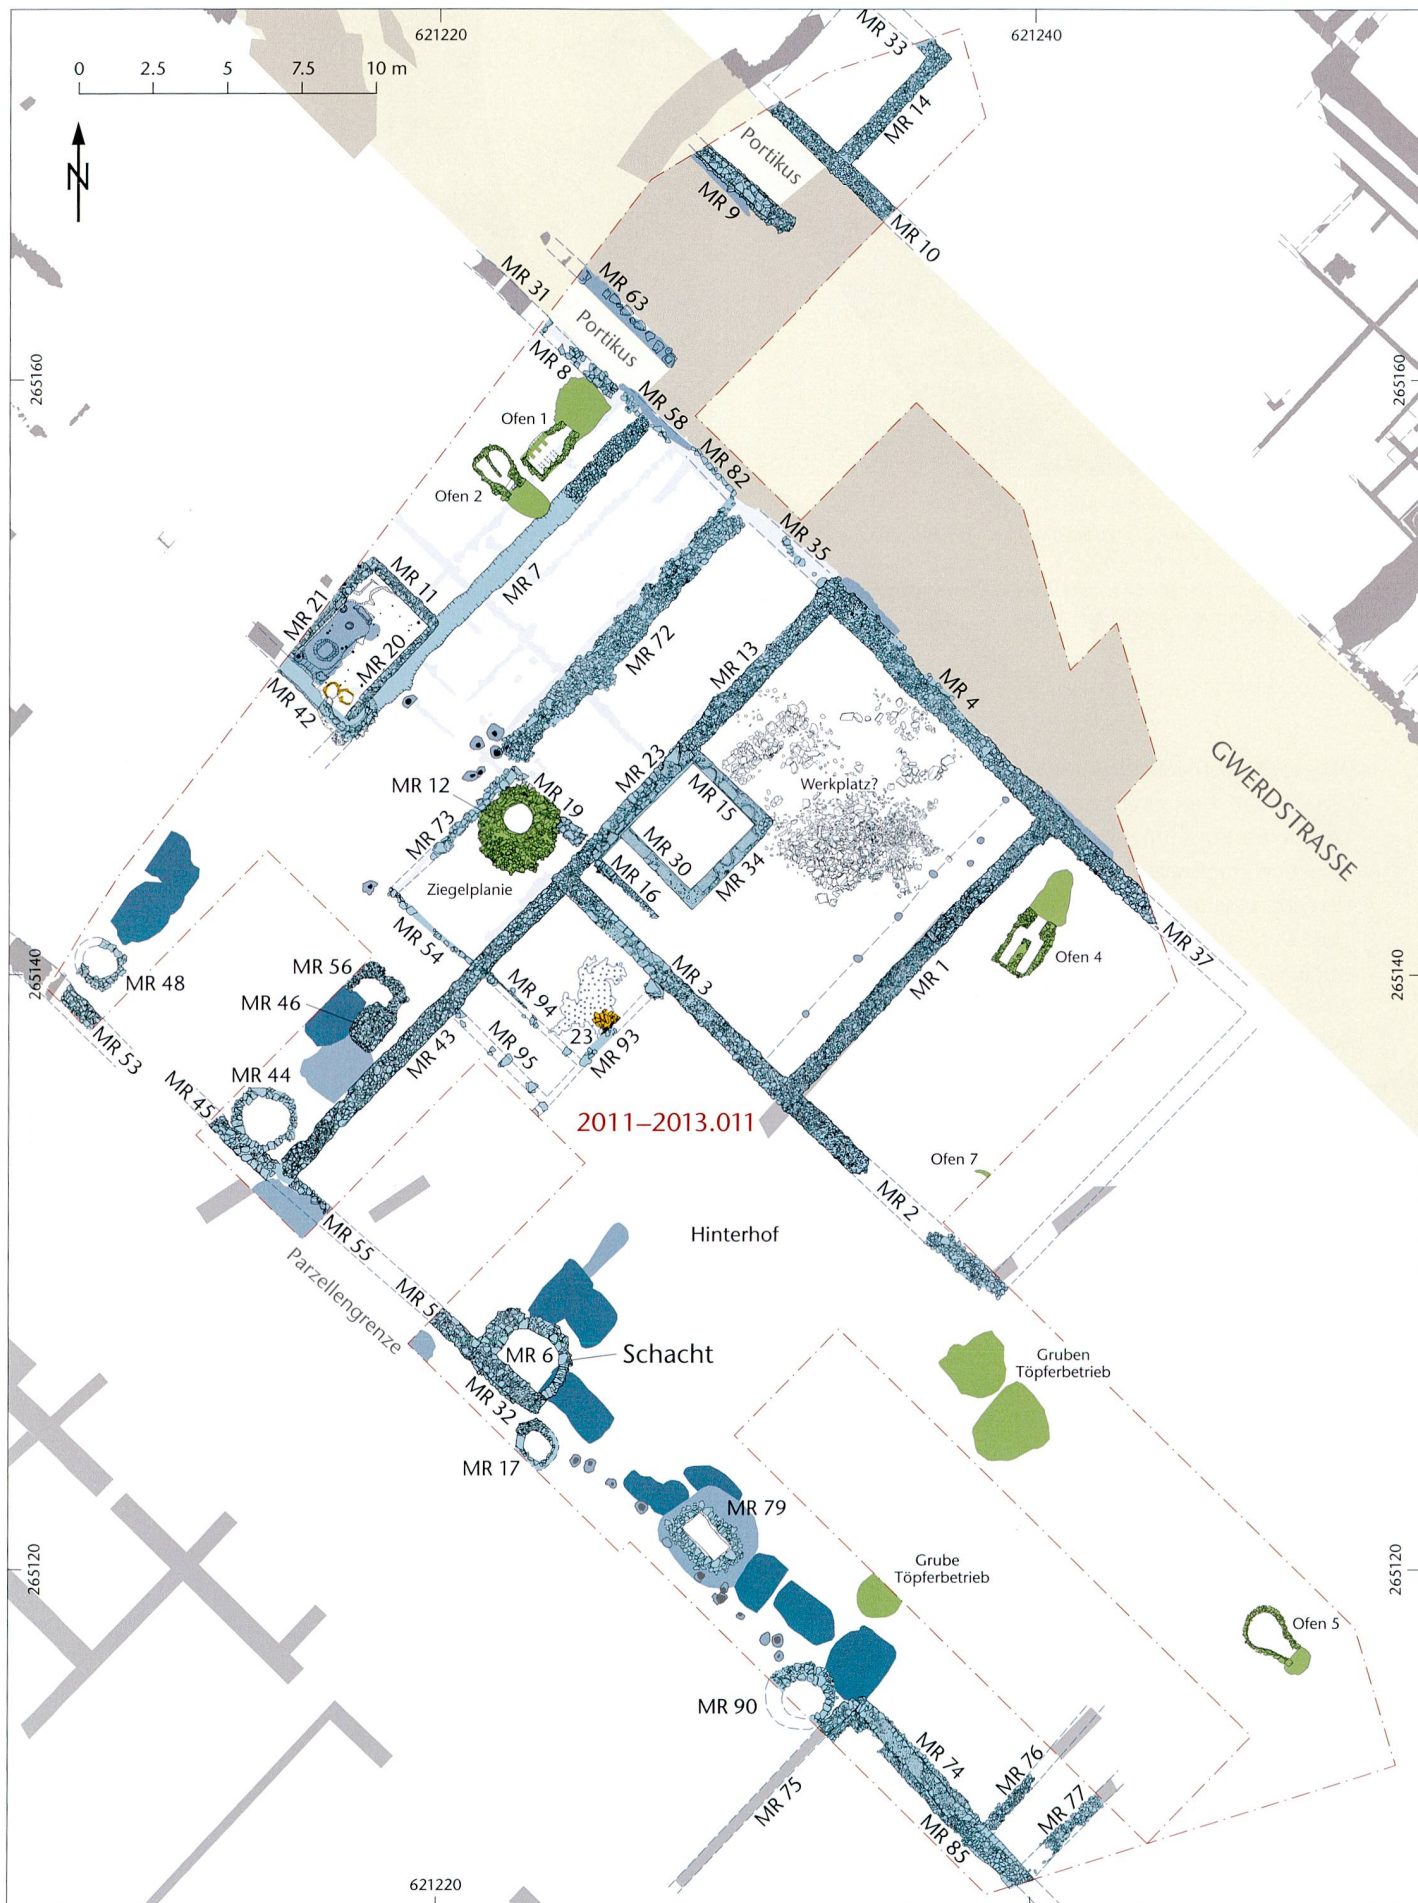 621220
621240
0 2.5 5 7.5 10 m
N
MR 33
MR 14
Portikus
MR 9
MR 10
MR 31
MR 63
Portikus
265160
265160
MR 8
MR 58
Ofen 1
MR 82
Ofen 2
MR 35
MR 11
MR 7
MR 21
MR 20
MR 72
MR 13
MR 42
MR 4
GWERDSTRASSE
MR 23
MR 12
MR 19
MR 15
Werkplatz?
MR 73
MR 30
MR 34
MR 16
Ziegelplanie
MR 54
MR 37
Ofen 4
265140
265140
MR 56
MR 48
MR 3
MR 1
MR 46
MR 94
23
MR 93
MR 53
MR 43
MR 95
MR 44
MR 45
2011–2013.011
Ofen 7
MR 2
MR 55
Hinterhof
Parzellengrenze
MR 5
MR 6
Schacht
Gruben
Töpferbetrieb
MR 32
MR 17
MR 79
265120
265120
Grube
Töpferbetrieb
Ofen 5
MR 90
MR 74
MR 76
MR 75
MR 77
MR 85
621220